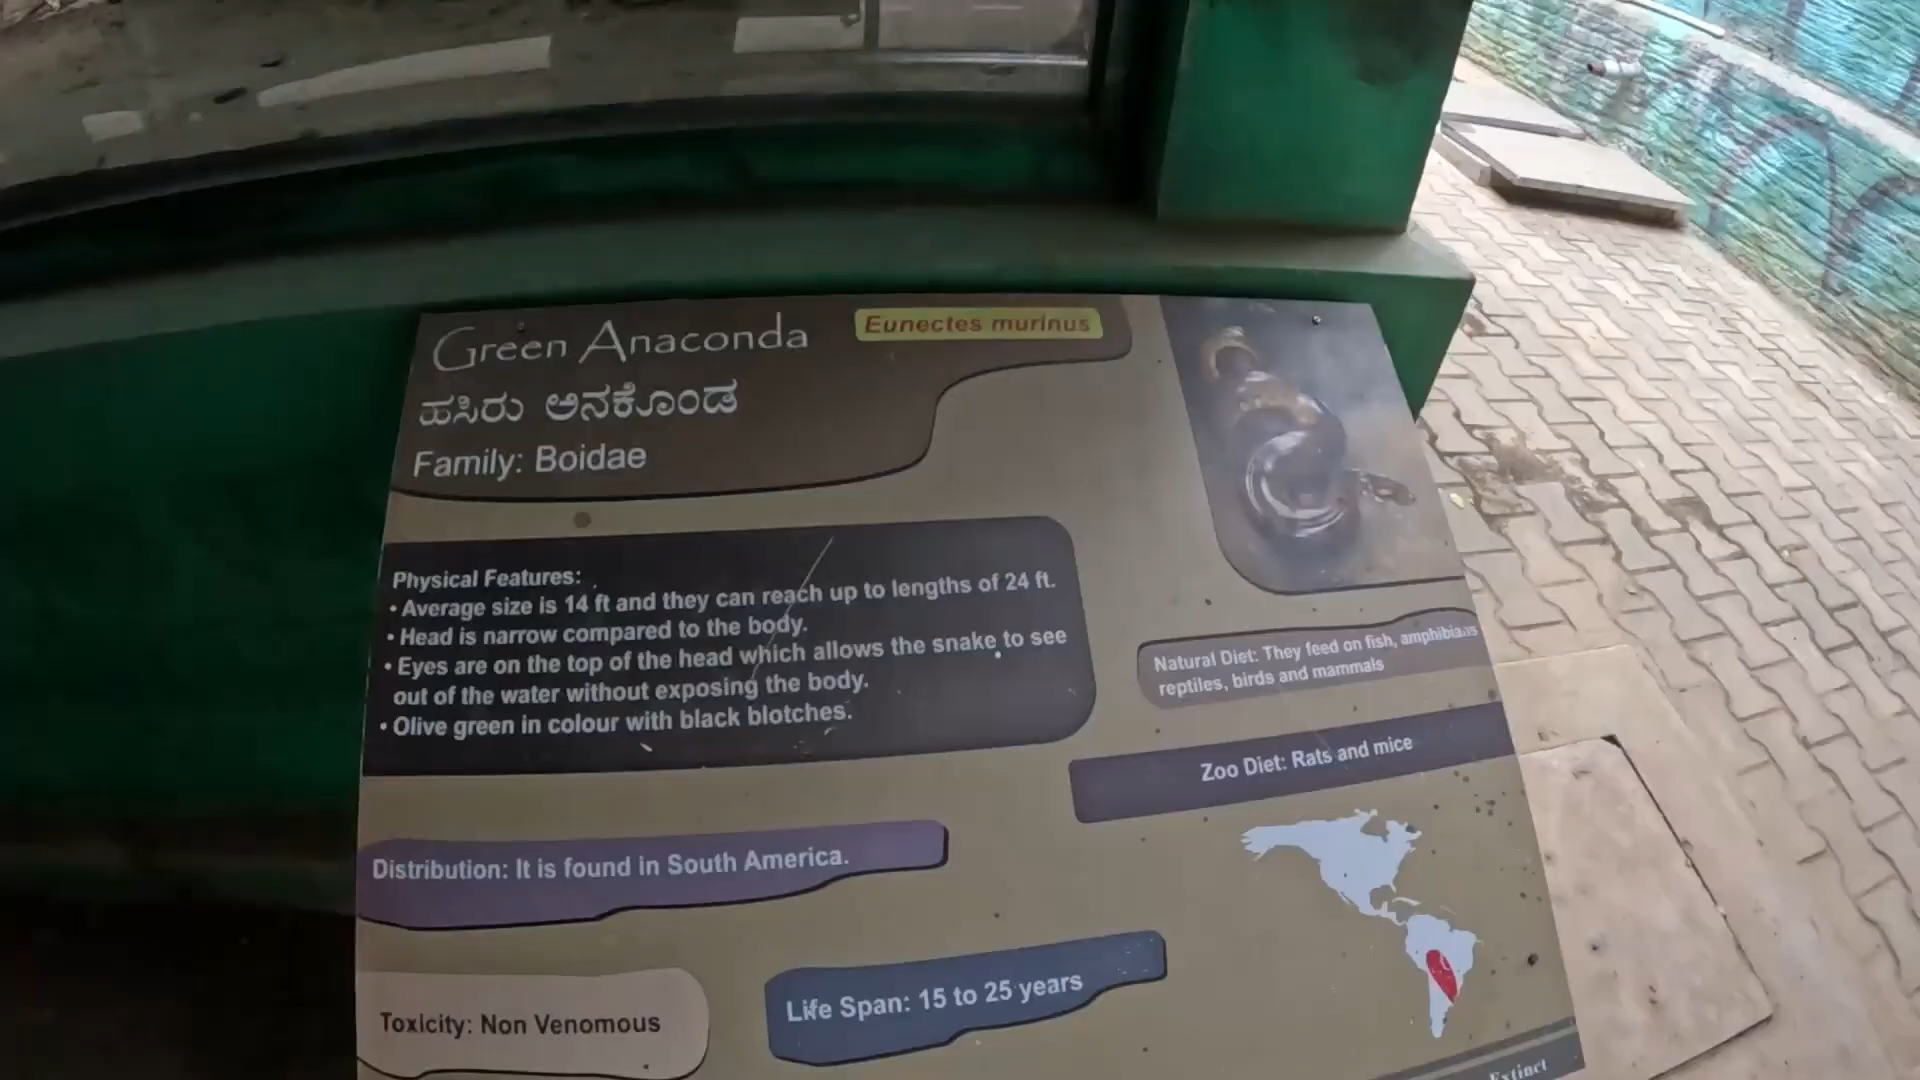 Green Anaconda
Eunectes murinus
ಹಸಿರು ಅನಕೊಂಡ
Family: Boidae
Physical Features:
• Average size is 14 ft and they can reach up to lengths of 24 ft.
• Head is narrow compared to the body.
• Eyes are on the top of the head which allows the snake to see
out of the water without exposing the body.
• Olive green in colour with black blotches.
Natural Diet: They feed on fish, amphibians
reptiles, birds and mammals
Zoo Diet: Rats and mice
Distribution: It is found in South America.
Toxicity: Non Venomous
Life Span: 15 to 25 years
Extinct